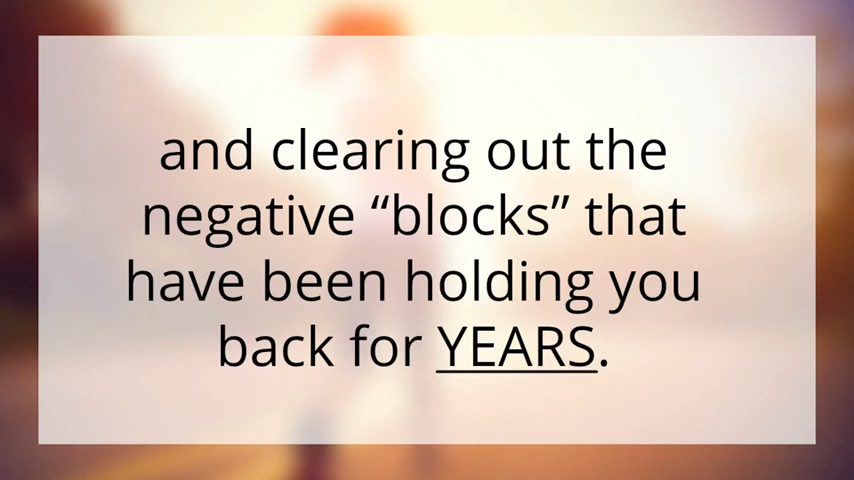 and clearing out the
negative “blocks” that
have been holding you
back for YEARS.